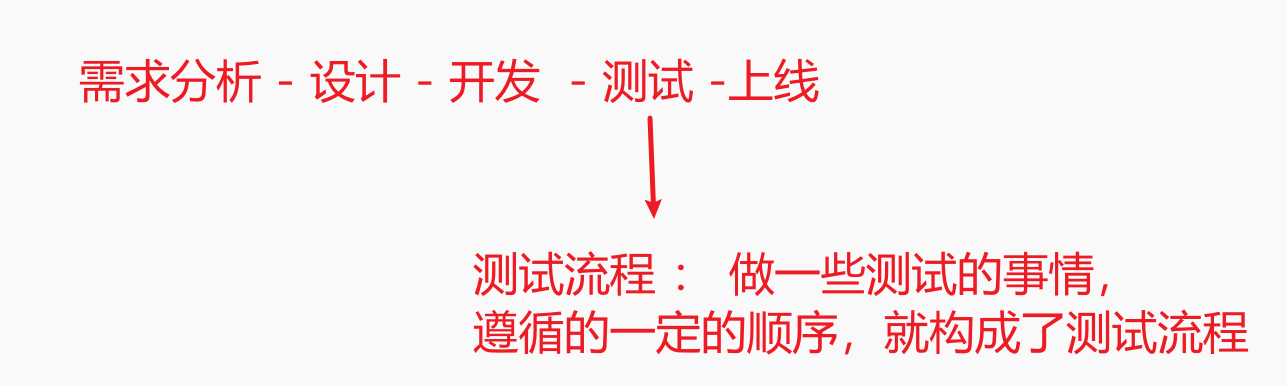 需求分析 - 设计 - 开发 - 测试 -上线
测试流程 ： 做一些测试的事情，
遵循的一定的顺序，就构成了测试流程